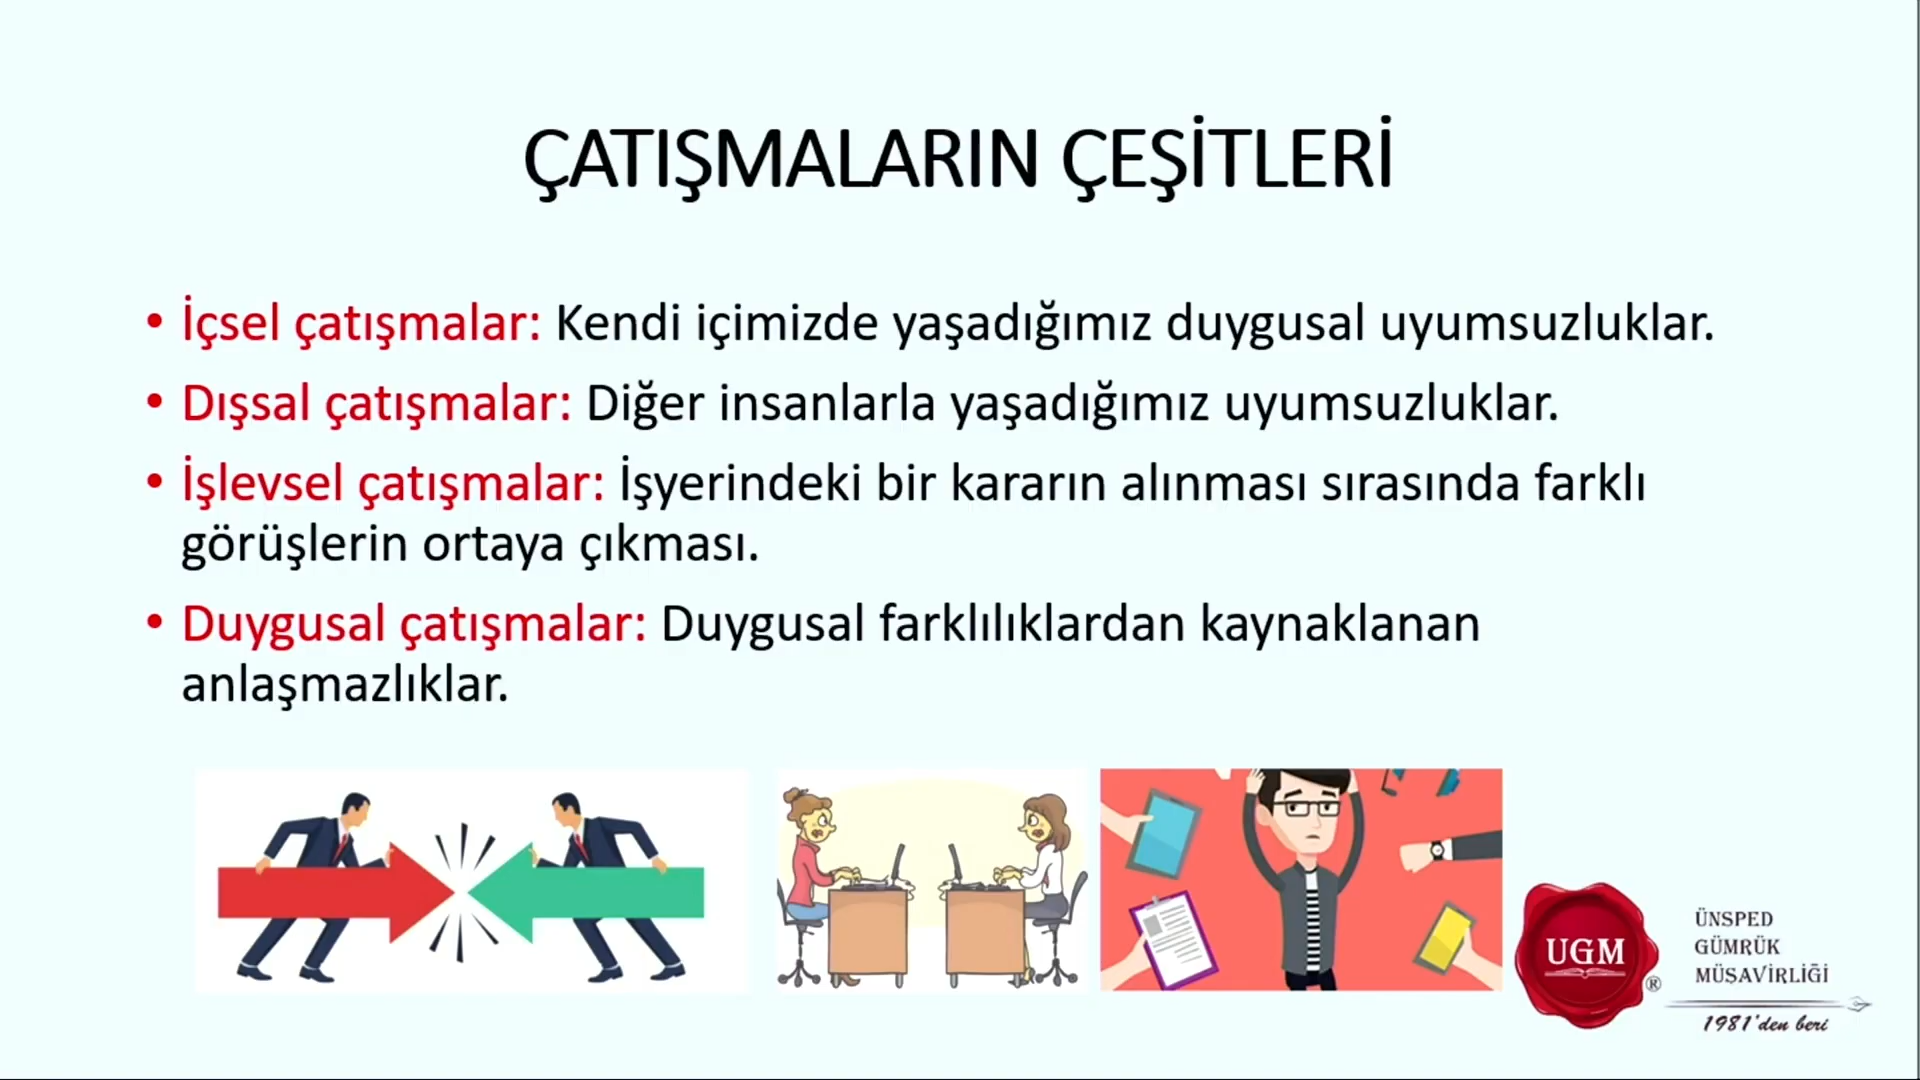 ÇATIŞMALARIN ÇEŞİTLERİ
• İçsel çatışmalar: Kendi içimizde yaşadığımız duygusal uyumsuzluklar.
• Dışsal çatışmalar: Diğer insanlarla yaşadığımız uyumsuzluklar.
• İşlevsel çatışmalar: İşyerindeki bir kararın alınması sırasında farklı
görüşlerin ortaya çıkması.
• Duygusal çatışmalar: Duygusal farklılıklardan kaynaklanan
anlaşmazlıklar.
UGM
®
ÜNSPED
GÜMRÜK
MÜŞAVİRLİĞİ
1981'den beri